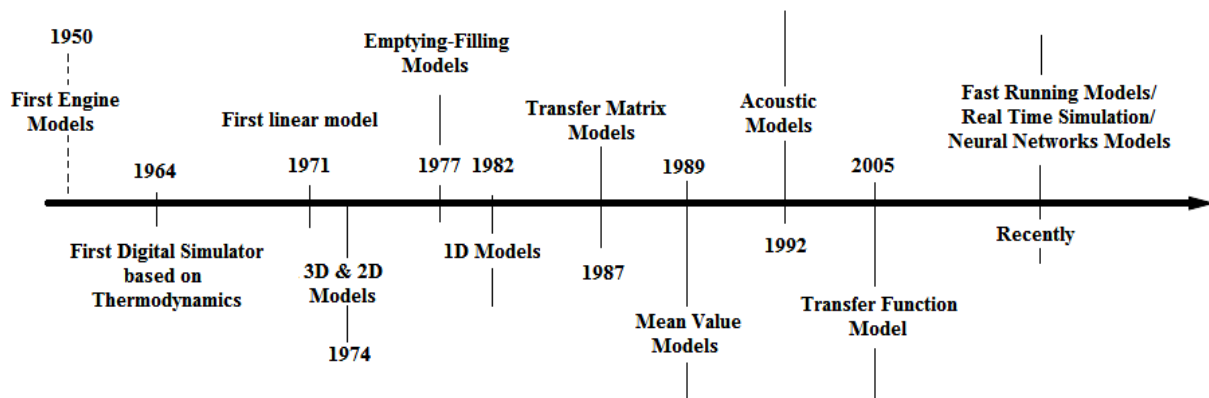 1950
First Engine
Models
1964
First Digital Simulator
based on
Thermodynamics
First linear model
1971
3D & 2D
Models
1974
Emptying-Filling
Models
1977
1982
1D Models
Transfer Matrix
Models
1987
1989
Mean Value
Models
Acoustic
Models
1992
2005
Transfer Function
Model
Fast Running Models/
Real Time Simulation/
Neural Networks Models
Recently